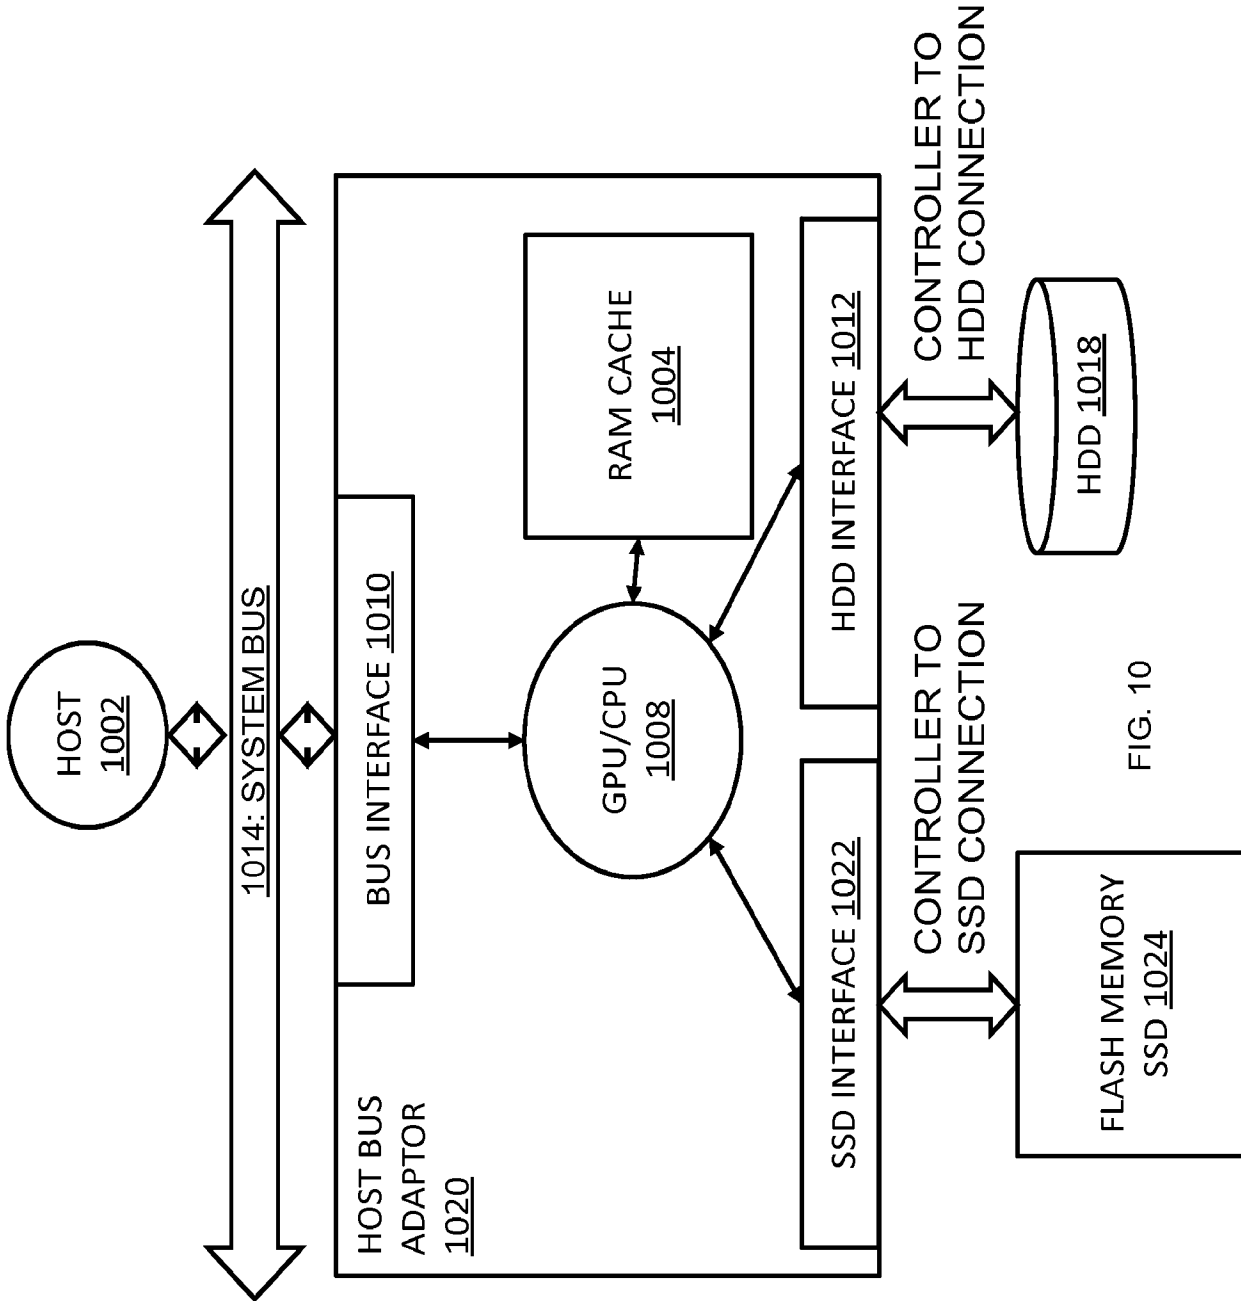 HOST
1002
1014: SYSTEM BUS
HOST BUS
ADAPTOR
1020
BUS INTERFACE 1010
GPU/CPU
1008
RAM CACHE
1004
SSD INTERFACE 1022
HDD INTERFACE 1012
CONTROLLER TO
SSD CONNECTION
CONTROLLER TO
HDD CONNECTION
FLASH MEMORY
SSD 1024
HDD 1018
FIG. 10